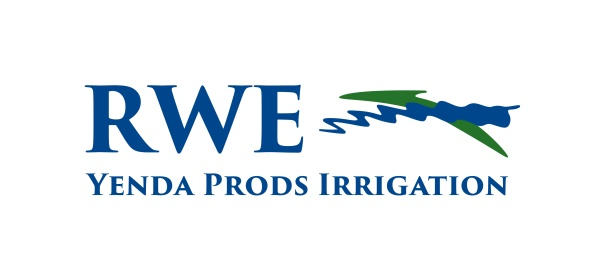 RWE
YENDA PRODS IRRIGATION